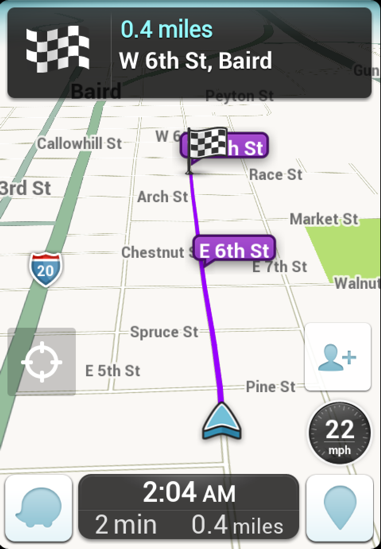 0.4 miles
W 6th St, Baird
Baird
Peyton St
Callowhill St
W 6
h St
Race St
3rd St
Arch St
Market St
Chestnut S
E 6th St
E 7th St
20
Walnut
Spruce St
E 5th St
Pine St
22
mph
2:04 AM
2 min 0.4 miles